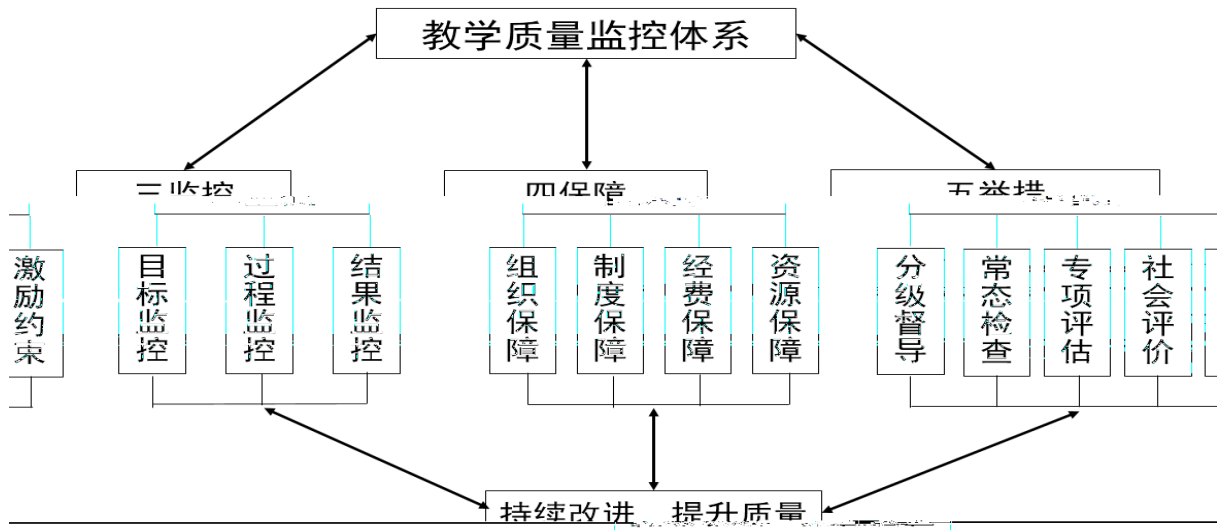 教学质量监控体系
三监控
四保障
五举措
激励约束
目标监控
过程监控
结果监控
组织保障
制度保障
经费保障
资源保障
分级督导
常态检查
专项评估
社会评价
持续改进 提升质量